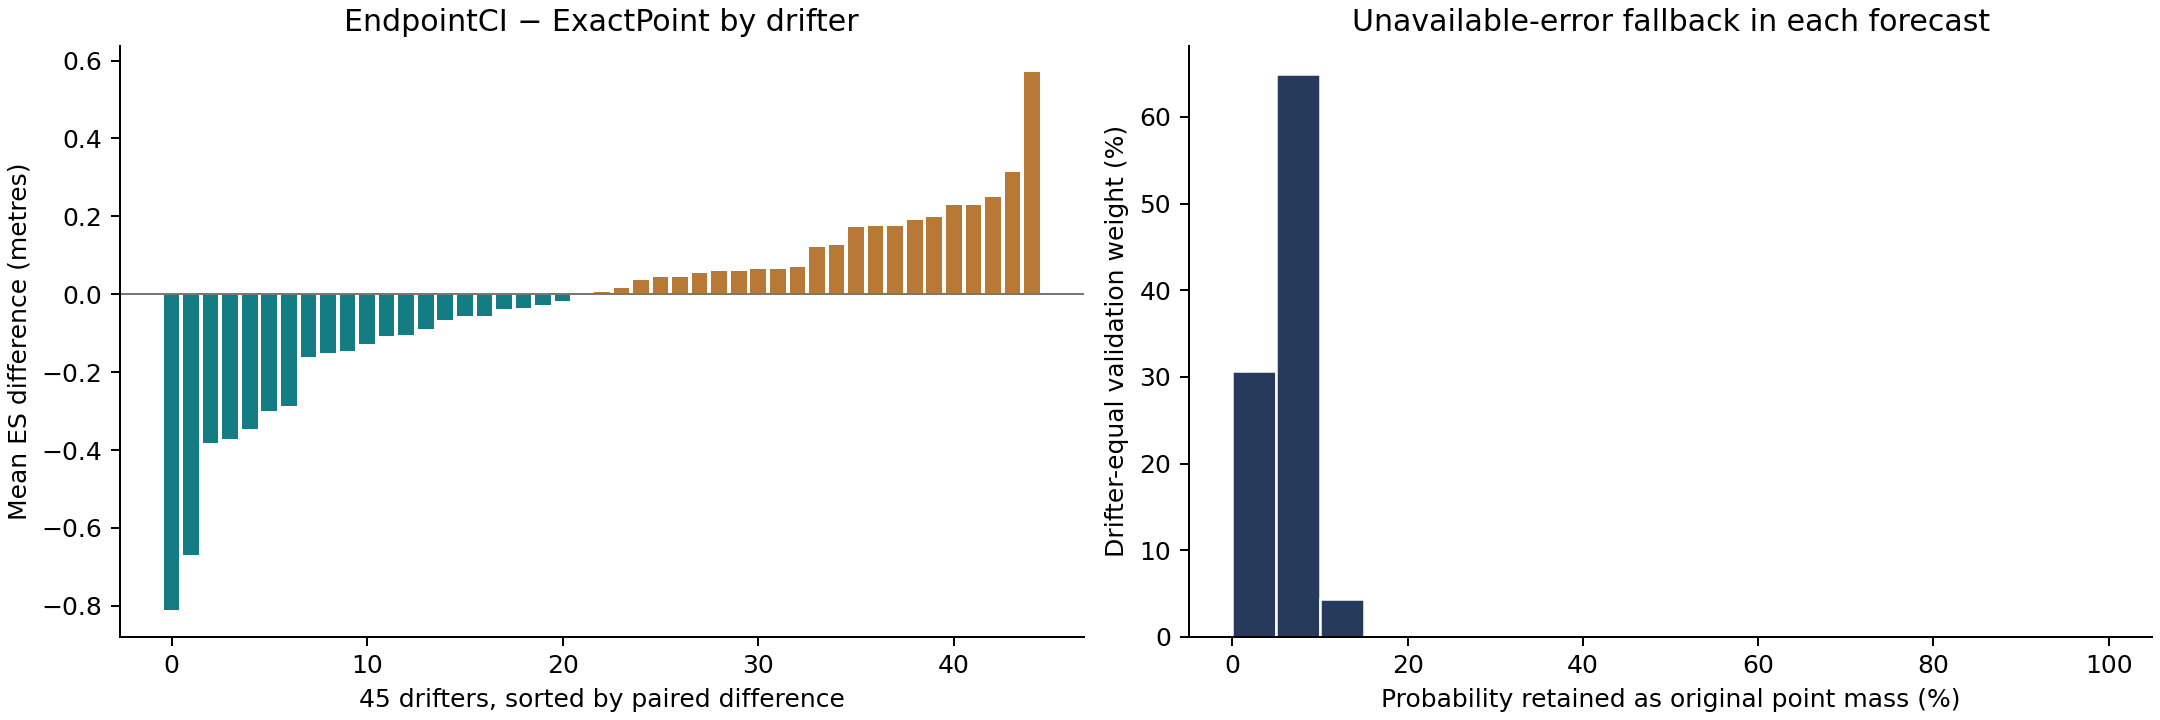 EndpointCI − ExactPoint by drifter
Mean ES difference (metres)
0.6
0.4
0.2
0.0
−0.2
−0.4
−0.6
−0.8
0 10 20 30 40
45 drifters, sorted by paired difference
Unavailable-error fallback in each forecast
Drifter-equal validation weight (%)
60
50
40
30
20
10
0
0 20 40 60 80 100
Probability retained as original point mass (%)